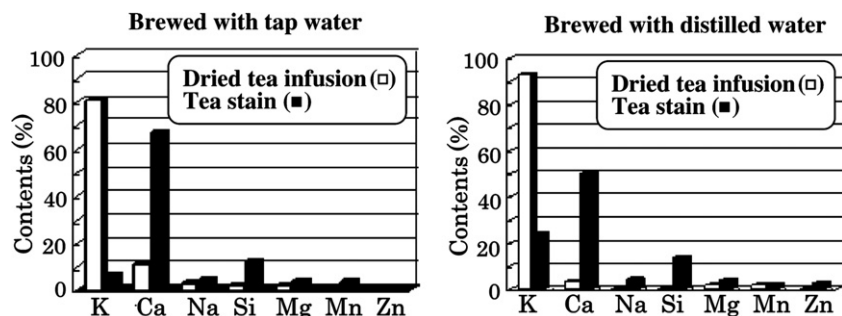 Brewed with tap water
100
80
60
40
20
0
Contents (%)
Dried tea infusion (□)
Tea stain (■)
K Ca Na Si Mg Mn Zn
Brewed with distilled water
100
80
60
40
20
0
Contents (%)
Dried tea infusion (□)
Tea stain (■)
K Ca Na Si Mg Mn Zn